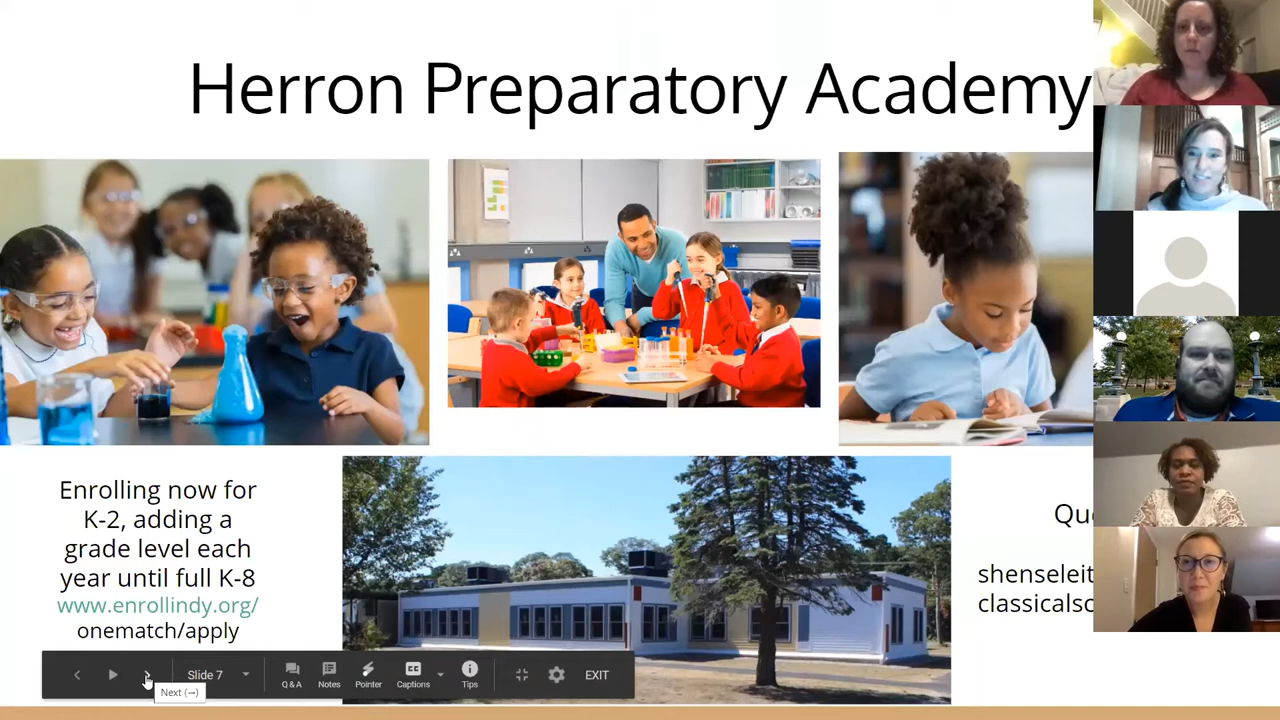 Herron Preparatory Academy
Enrolling now for
K-2, adding a
grade level each
year until full K-8
www.enrollindy.org/
onematch/apply
Slide 7
Q & A
Notes
Pointer
Captions
Tips
EXIT
Next (→)